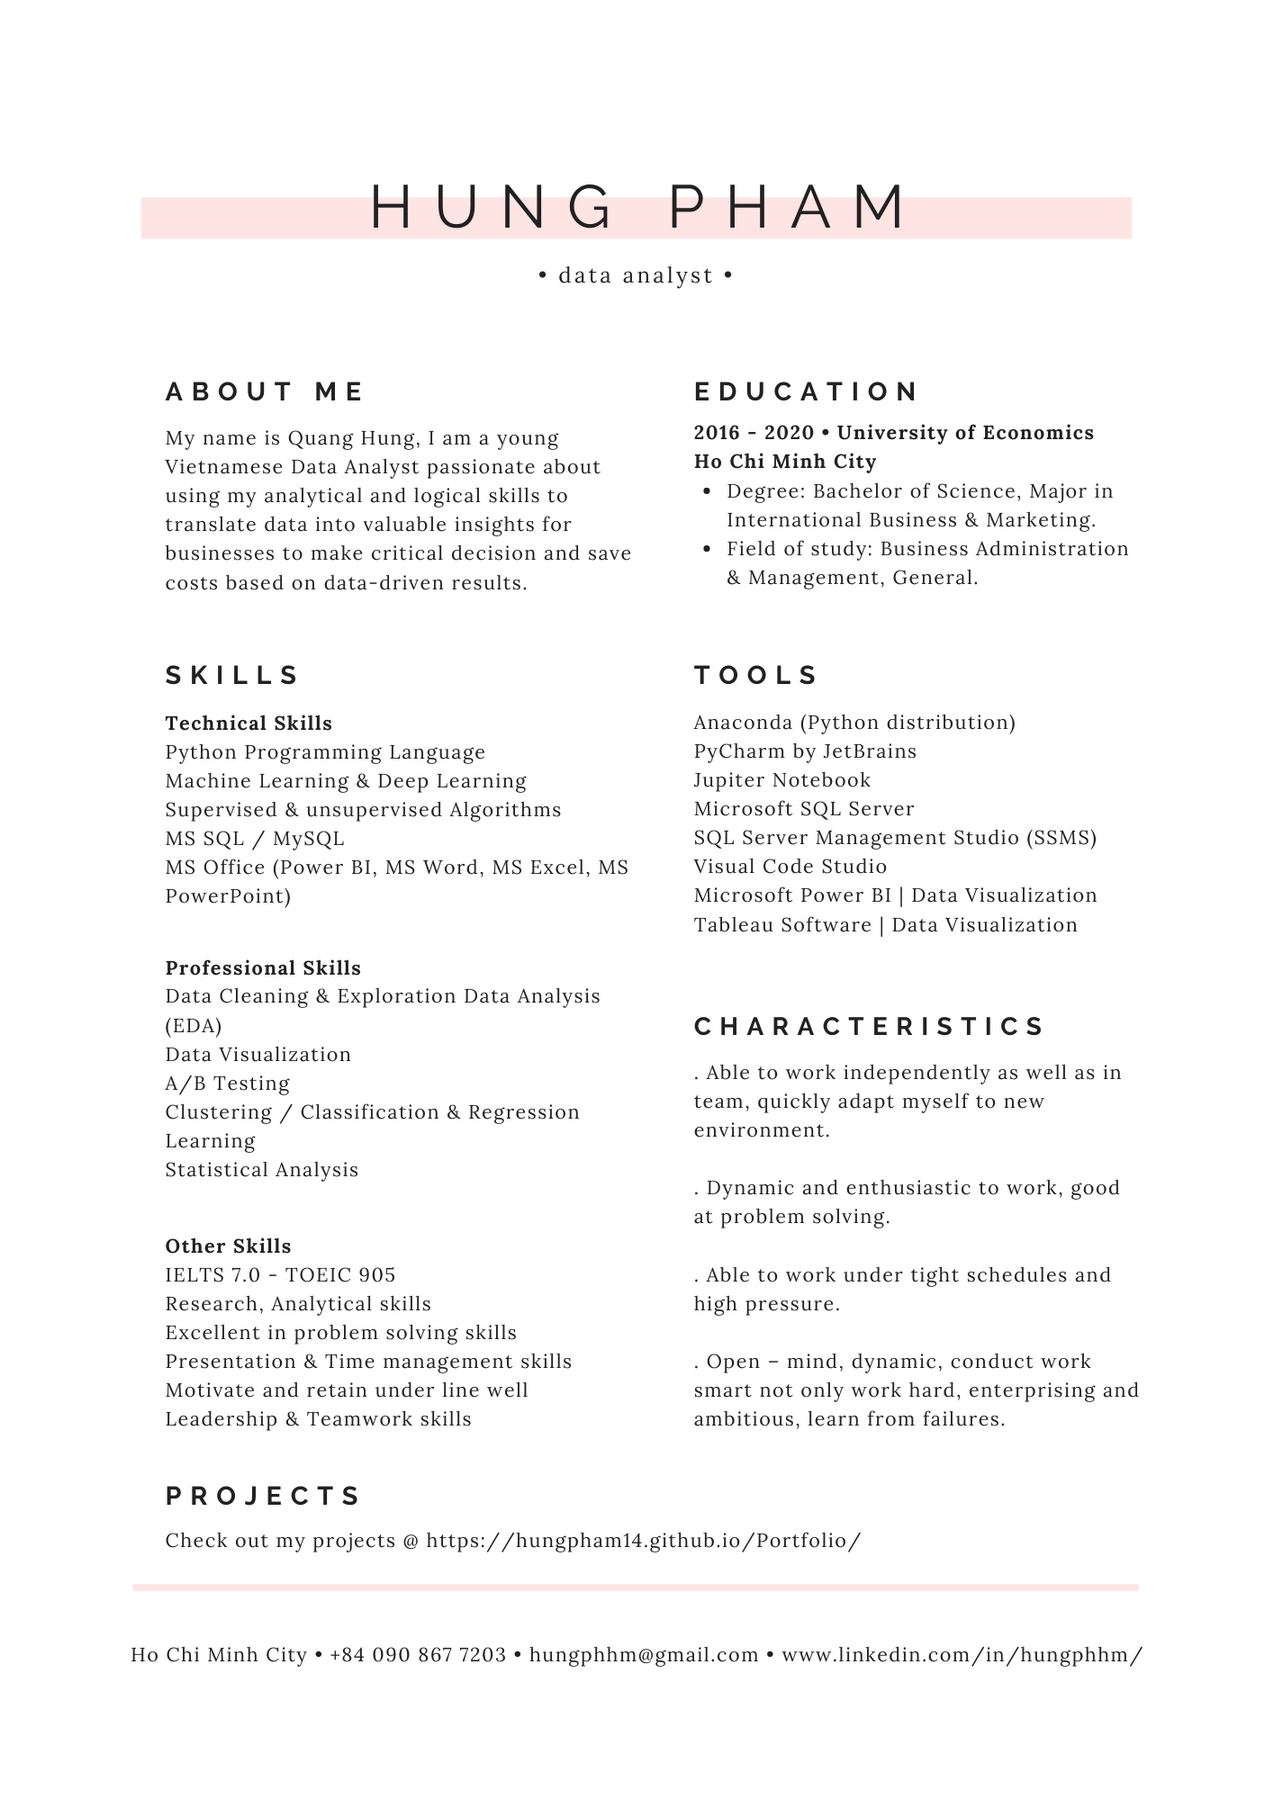 HUNG PHAM
• data analyst •
ABOUT ME
My name is Quang Hung, I am a young
Vietnamese Data Analyst passionate about
using my analytical and logical skills to
translate data into valuable insights for
businesses to make critical decision and save
costs based on data-driven results.
EDUCATION
2016 - 2020 • University of Economics
Ho Chi Minh City
• Degree: Bachelor of Science, Major in
International Business & Marketing.
• Field of study: Business Administration
& Management, General.
SKILLS
Technical Skills
Python Programming Language
Machine Learning & Deep Learning
Supervised & unsupervised Algorithms
MS SQL / MySQL
MS Office (Power BI, MS Word, MS Excel, MS
PowerPoint)
Professional Skills
Data Cleaning & Exploration Data Analysis
(EDA)
Data Visualization
A/B Testing
Clustering / Classification & Regression
Learning
Statistical Analysis
Other Skills
IELTS 7.0 - TOEIC 905
Research, Analytical skills
Excellent in problem solving skills
Presentation & Time management skills
Motivate and retain under line well
Leadership & Teamwork skills
TOOLS
Anaconda (Python distribution)
PyCharm by JetBrains
Jupiter Notebook
Microsoft SQL Server
SQL Server Management Studio (SSMS)
Visual Code Studio
Microsoft Power BI | Data Visualization
Tableau Software | Data Visualization
CHARACTERISTICS
. Able to work independently as well as in
team, quickly adapt myself to new
environment.
. Dynamic and enthusiastic to work, good
at problem solving.
. Able to work under tight schedules and
high pressure.
. Open – mind, dynamic, conduct work
smart not only work hard, enterprising and
ambitious, learn from failures.
PROJECTS
Check out my projects @ https://hungpham14.github.io/Portfolio/
Ho Chi Minh City • +84 090 867 7203 • hungphhm@gmail.com • www.linkedin.com/in/hungphhm/